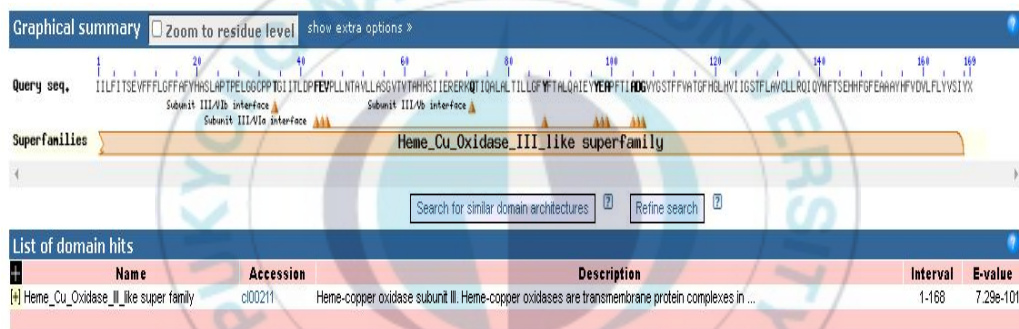 Graphical summary Zoom to residue level show extra options »
1 20 40 60 80 100 120 140 160 169
Query seq.
Subunit III/VIb interface Subunit III/Vb interface
Subunit III/VIa interface
Superfamilies Heme_Cu_Oxidase_III_like superfamily
Search for similar domain architectures ? Refine search ?
List of domain hits
+ Name Accession Description Interval E-value
[+] Heme_Cu_Oxidase_III_like super family cl00211 Heme-copper oxidase subunit III. Heme-copper oxidases are transmembrane protein complexes in ... 1-168 7.29e-101
PUKYONG NATIONAL UNIVERSITY